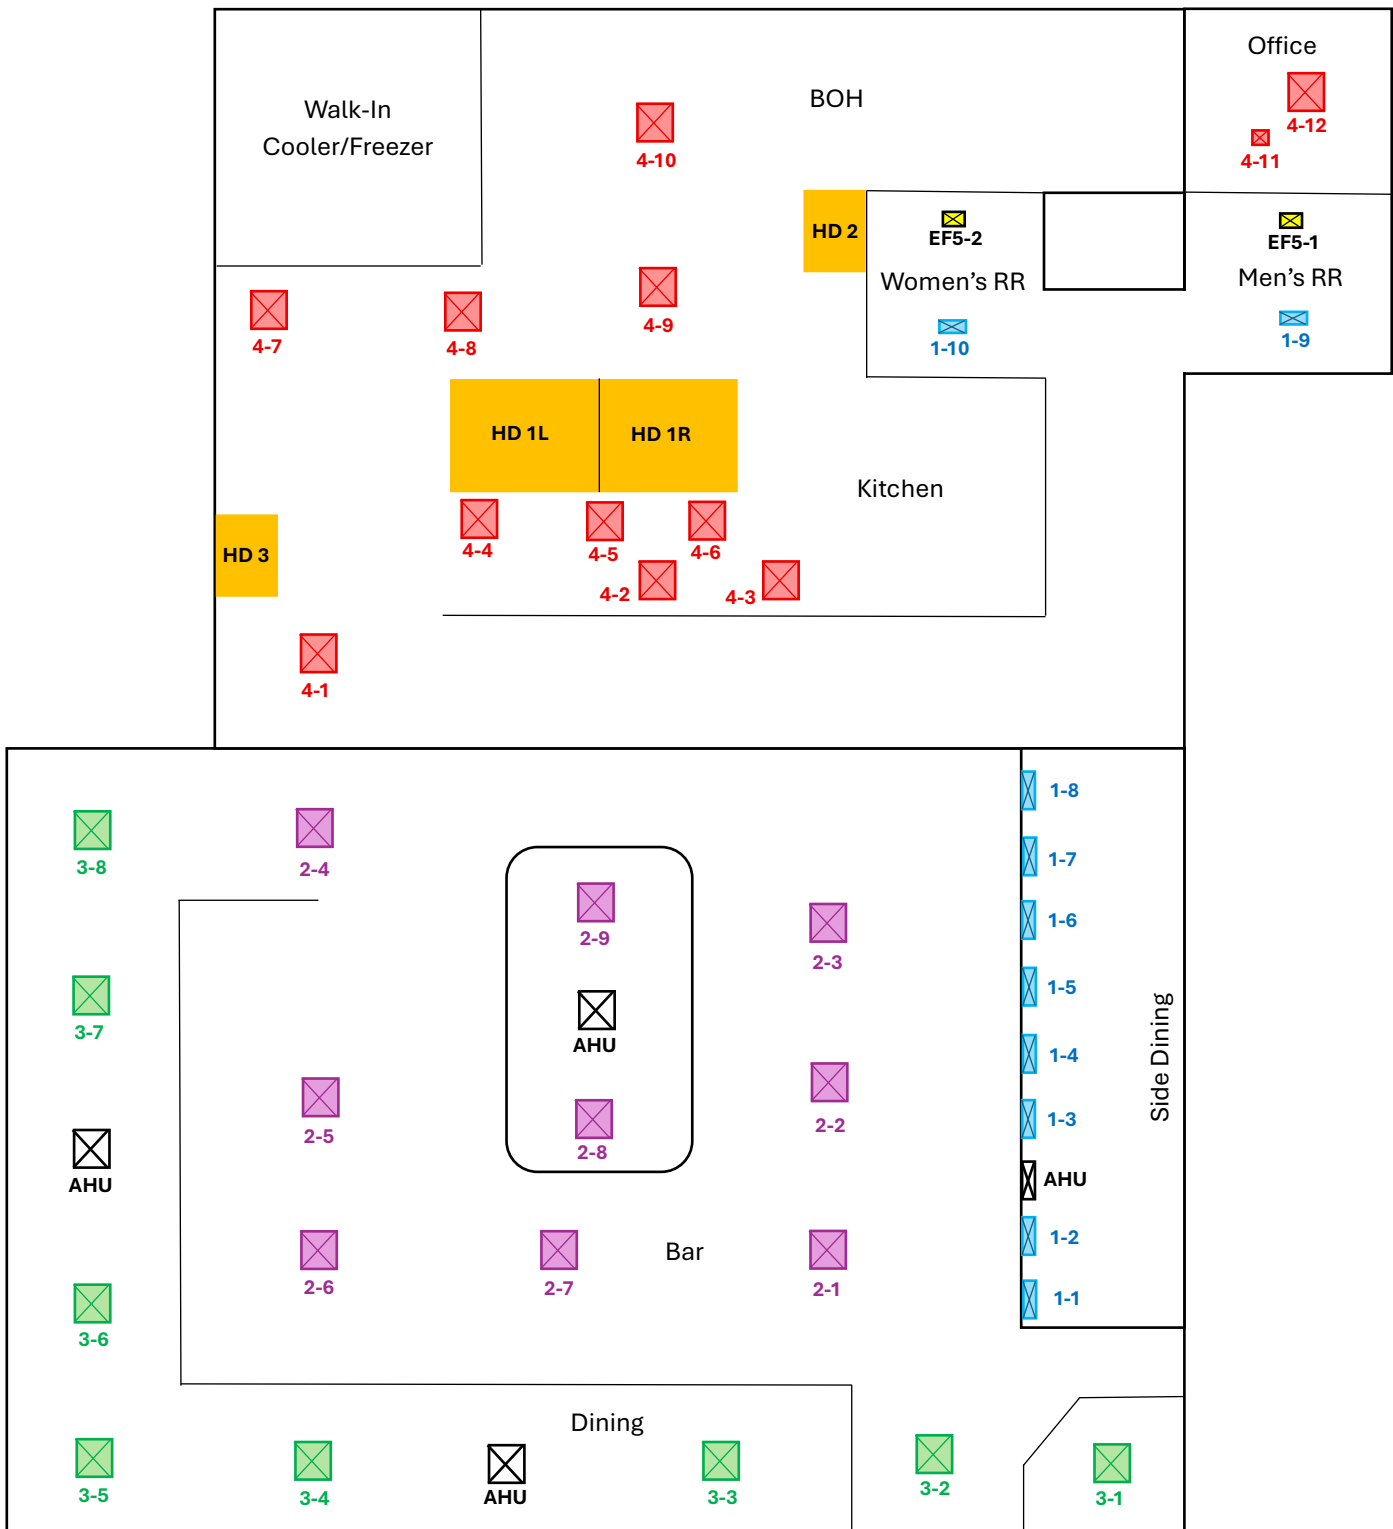 Office
Walk-In
Cooler/Freezer
BOH
4-12
4-10
4-11
HD 2
EF5-2
EF5-1
Women's RR
Men's RR
4-7
4-8
4-9
1-10
1-9
HD 1L
HD 1R
Kitchen
4-4
4-5
4-6
HD 3
4-2
4-3
4-1
1-8
3-8
2-4
1-7
2-9
1-6
2-3
1-5
3-7
AHU
1-4
Side Dining
2-5
2-8
2-2
1-3
AHU
AHU
1-2
Bar
2-6
2-7
2-1
1-1
3-6
Dining
3-5
3-4
AHU
3-3
3-2
3-1